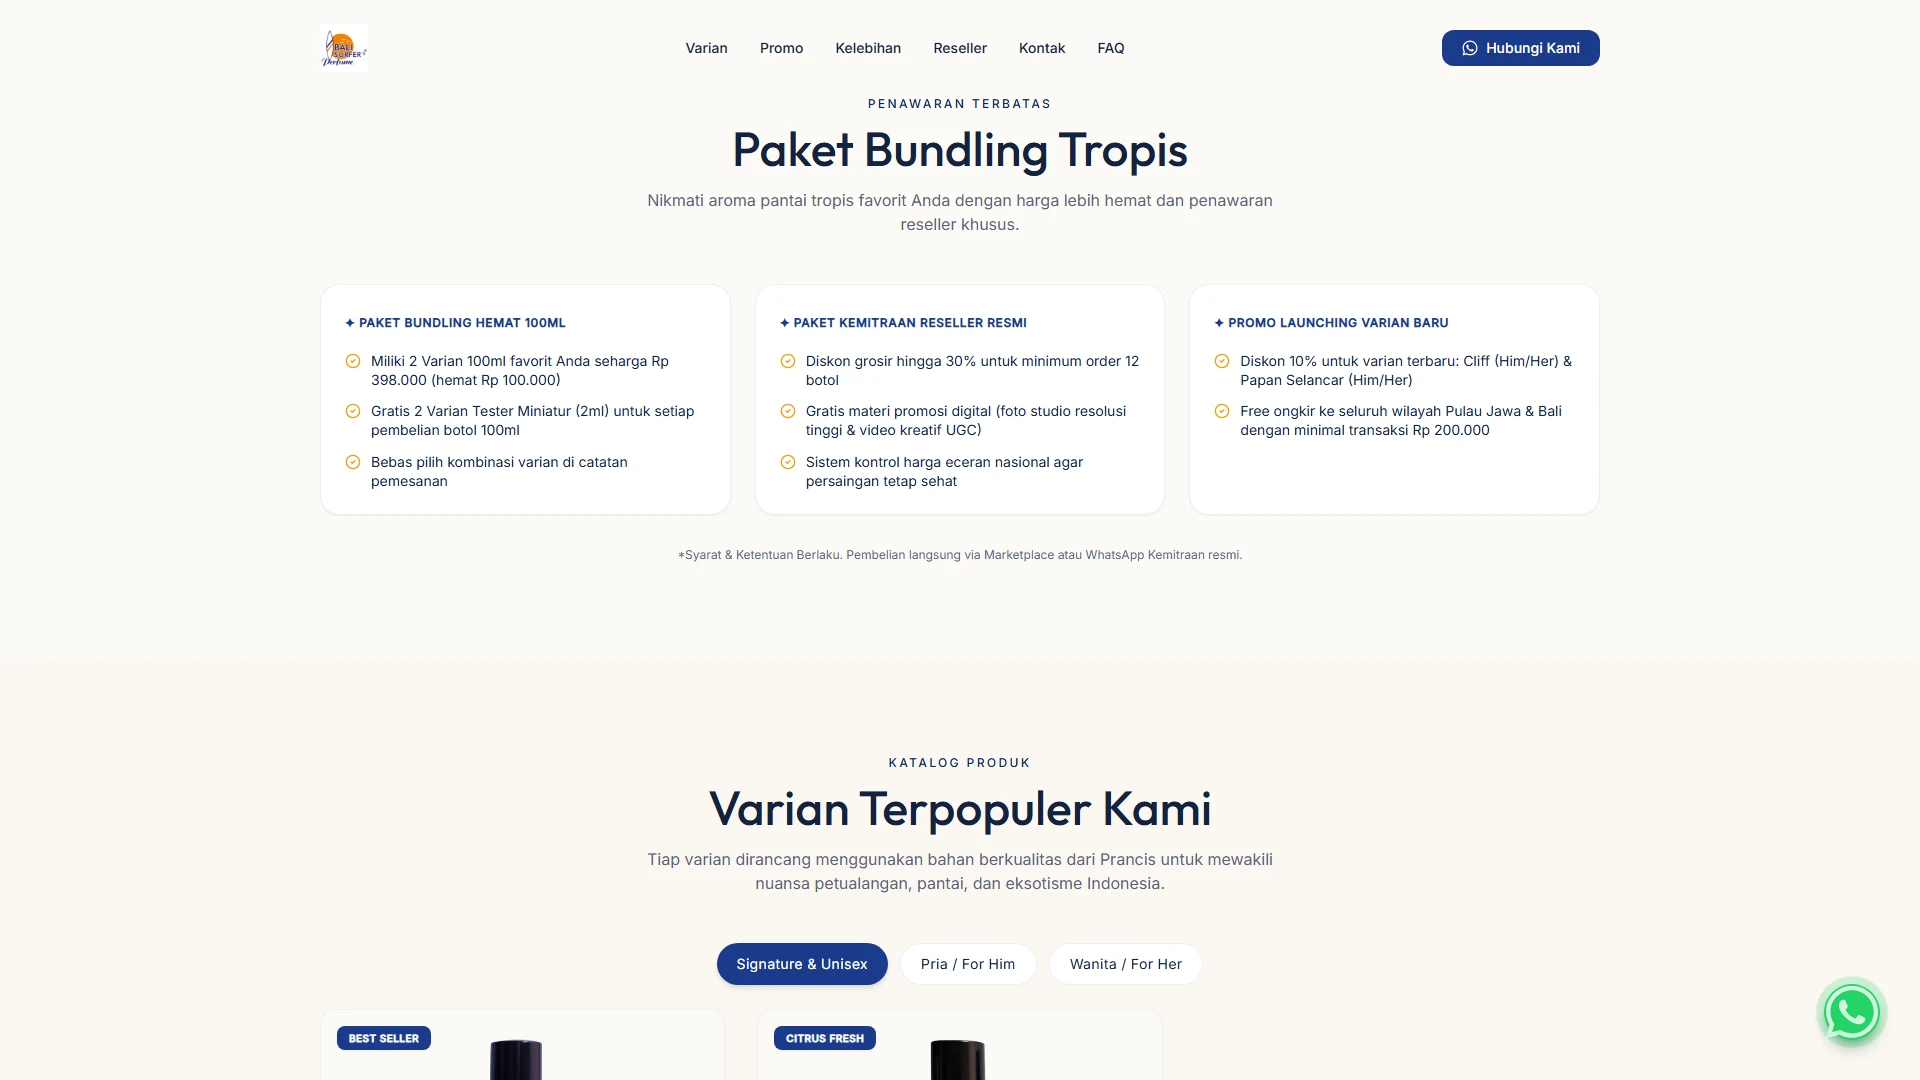 BALI
SURFER
Perfume
Varian
Promo
Kelebihan
Reseller
Kontak
FAQ
Hubungi Kami
PENAWARAN TERBATAS
Paket Bundling Tropis
Nikmati aroma pantai tropis favorit Anda dengan harga lebih hemat dan penawaran
reseller khusus.
✦ PAKET BUNDLING HEMAT 100ML
Miliki 2 Varian 100ml favorit Anda seharga Rp
398.000 (hemat Rp 100.000)
Gratis 2 Varian Tester Miniatur (2ml) untuk setiap
pembelian botol 100ml
Bebas pilih kombinasi varian di catatan
pemesanan
✦ PAKET KEMITRAAN RESELLER RESMI
Diskon grosir hingga 30% untuk minimum order 12
botol
Gratis materi promosi digital (foto studio resolusi
tinggi & video kreatif UGC)
Sistem kontrol harga eceran nasional agar
persaingan tetap sehat
✦ PROMO LAUNCHING VARIAN BARU
Diskon 10% untuk varian terbaru: Cliff (Him/Her) &
Papan Selancar (Him/Her)
Free ongkir ke seluruh wilayah Pulau Jawa & Bali
dengan minimal transaksi Rp 200.000
*Syarat & Ketentuan Berlaku. Pembelian langsung via Marketplace atau WhatsApp Kemitraan resmi.
KATALOG PRODUK
Varian Terpopuler Kami
Tiap varian dirancang menggunakan bahan berkualitas dari Prancis untuk mewakili
nuansa petualangan, pantai, dan eksotisme Indonesia.
Signature & Unisex
Pria / For Him
Wanita / For Her
BEST SELLER
CITRUS FRESH